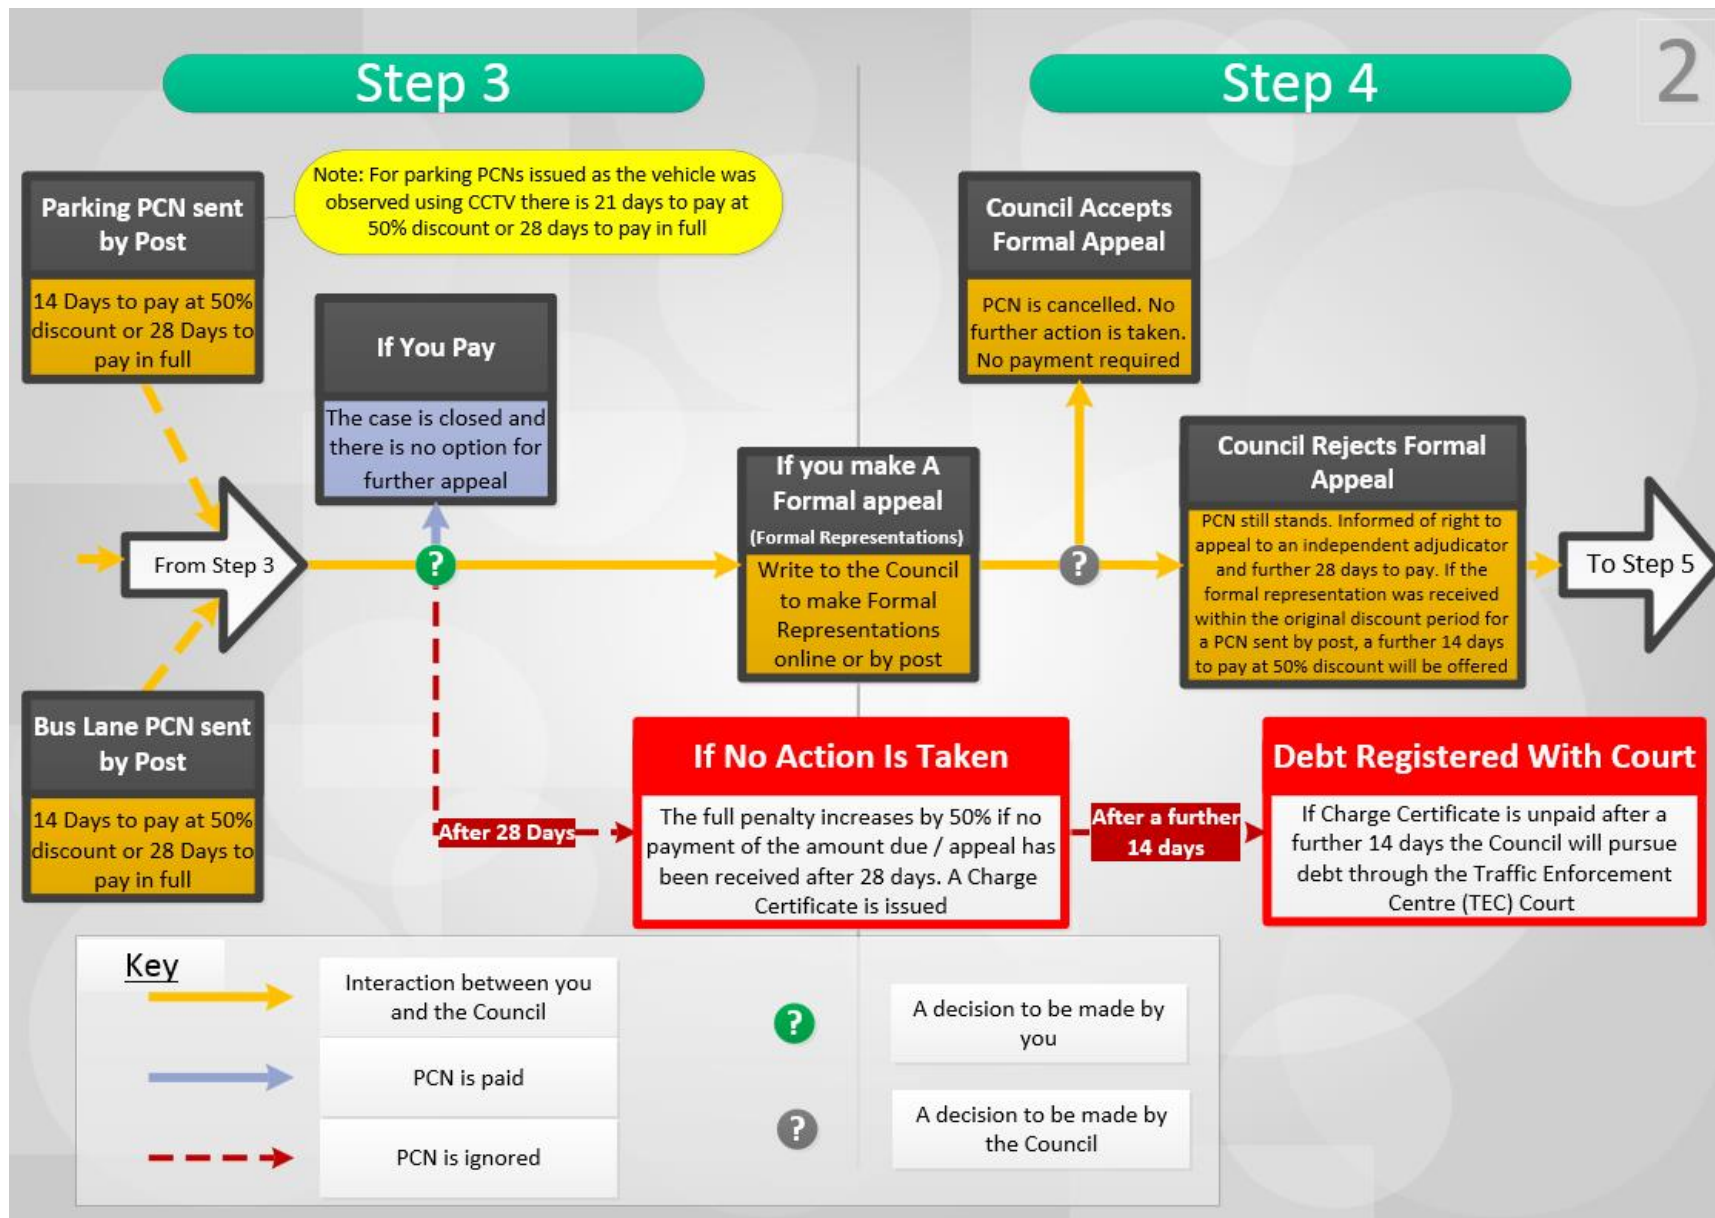 Step 3
Step 4
2
Note: For parking PCNs issued as the vehicle was
observed using CCTV there is 21 days to pay at
50% discount or 28 days to pay in full
Parking PCN sent
by Post
14 Days to pay at 50%
discount or 28 Days to
pay in full
If You Pay
The case is closed and
there is no option for
further appeal
From Step 3
?
Bus Lane PCN sent
by Post
14 Days to pay at 50%
discount or 28 Days to
pay in full
If you make A
Formal appeal
(Formal Representations)
Write to the Council
to make Formal
Representations
online or by post
?
Council Accepts
Formal Appeal
PCN is cancelled. No
further action is taken.
No payment required
Council Rejects Formal
Appeal
PCN still stands. Informed of right to
appeal to an independent adjudicator
and further 28 days to pay. If the
formal representation was received
within the original discount period for
a PCN sent by post, a further 14 days
to pay at 50% discount will be offered
To Step 5
After 28 Days
If No Action Is Taken
The full penalty increases by 50% if no
payment of the amount due / appeal has
been received after 28 days. A Charge
Certificate is issued
After a further
14 days
Debt Registered With Court
If Charge Certificate is unpaid after a
further 14 days the Council will pursue
debt through the Traffic Enforcement
Centre (TEC) Court
Key
Interaction between you
and the Council
PCN is paid
PCN is ignored
?
A decision to be made by
you
?
A decision to be made by
the Council